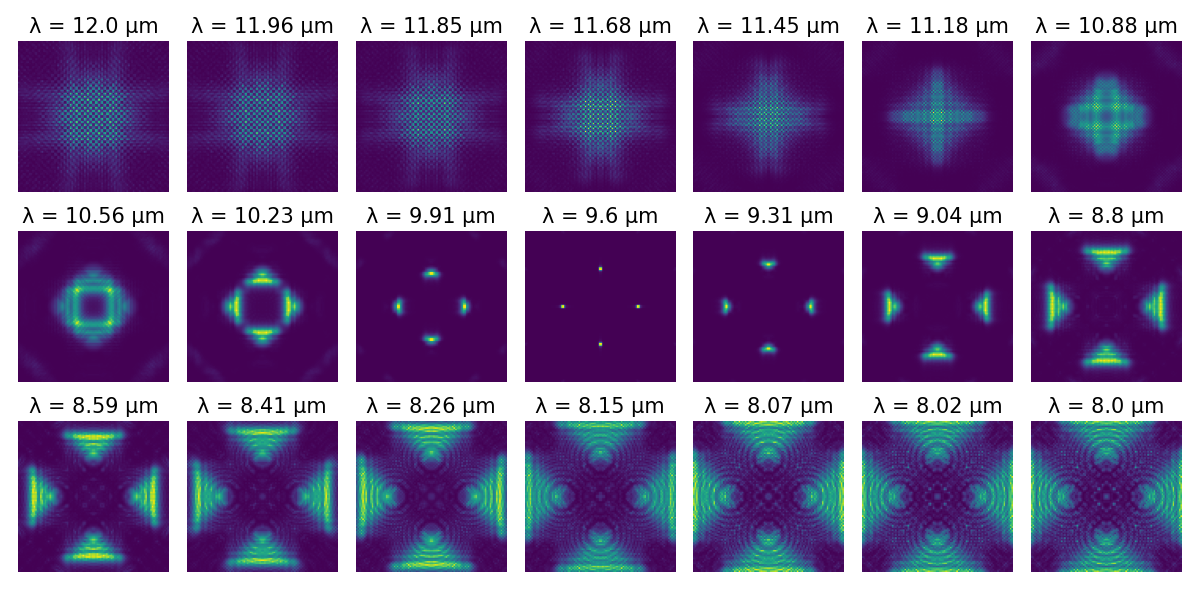 λ = 12.0 μm λ = 11.96 μm λ = 11.85 μm λ = 11.68 μm λ = 11.45 μm λ = 11.18 μm λ = 10.88 μm
λ = 10.56 μm λ = 10.23 μm λ = 9.91 μm λ = 9.6 μm λ = 9.31 μm λ = 9.04 μm λ = 8.8 μm
λ = 8.59 μm λ = 8.41 μm λ = 8.26 μm λ = 8.15 μm λ = 8.07 μm λ = 8.02 μm λ = 8.0 μm